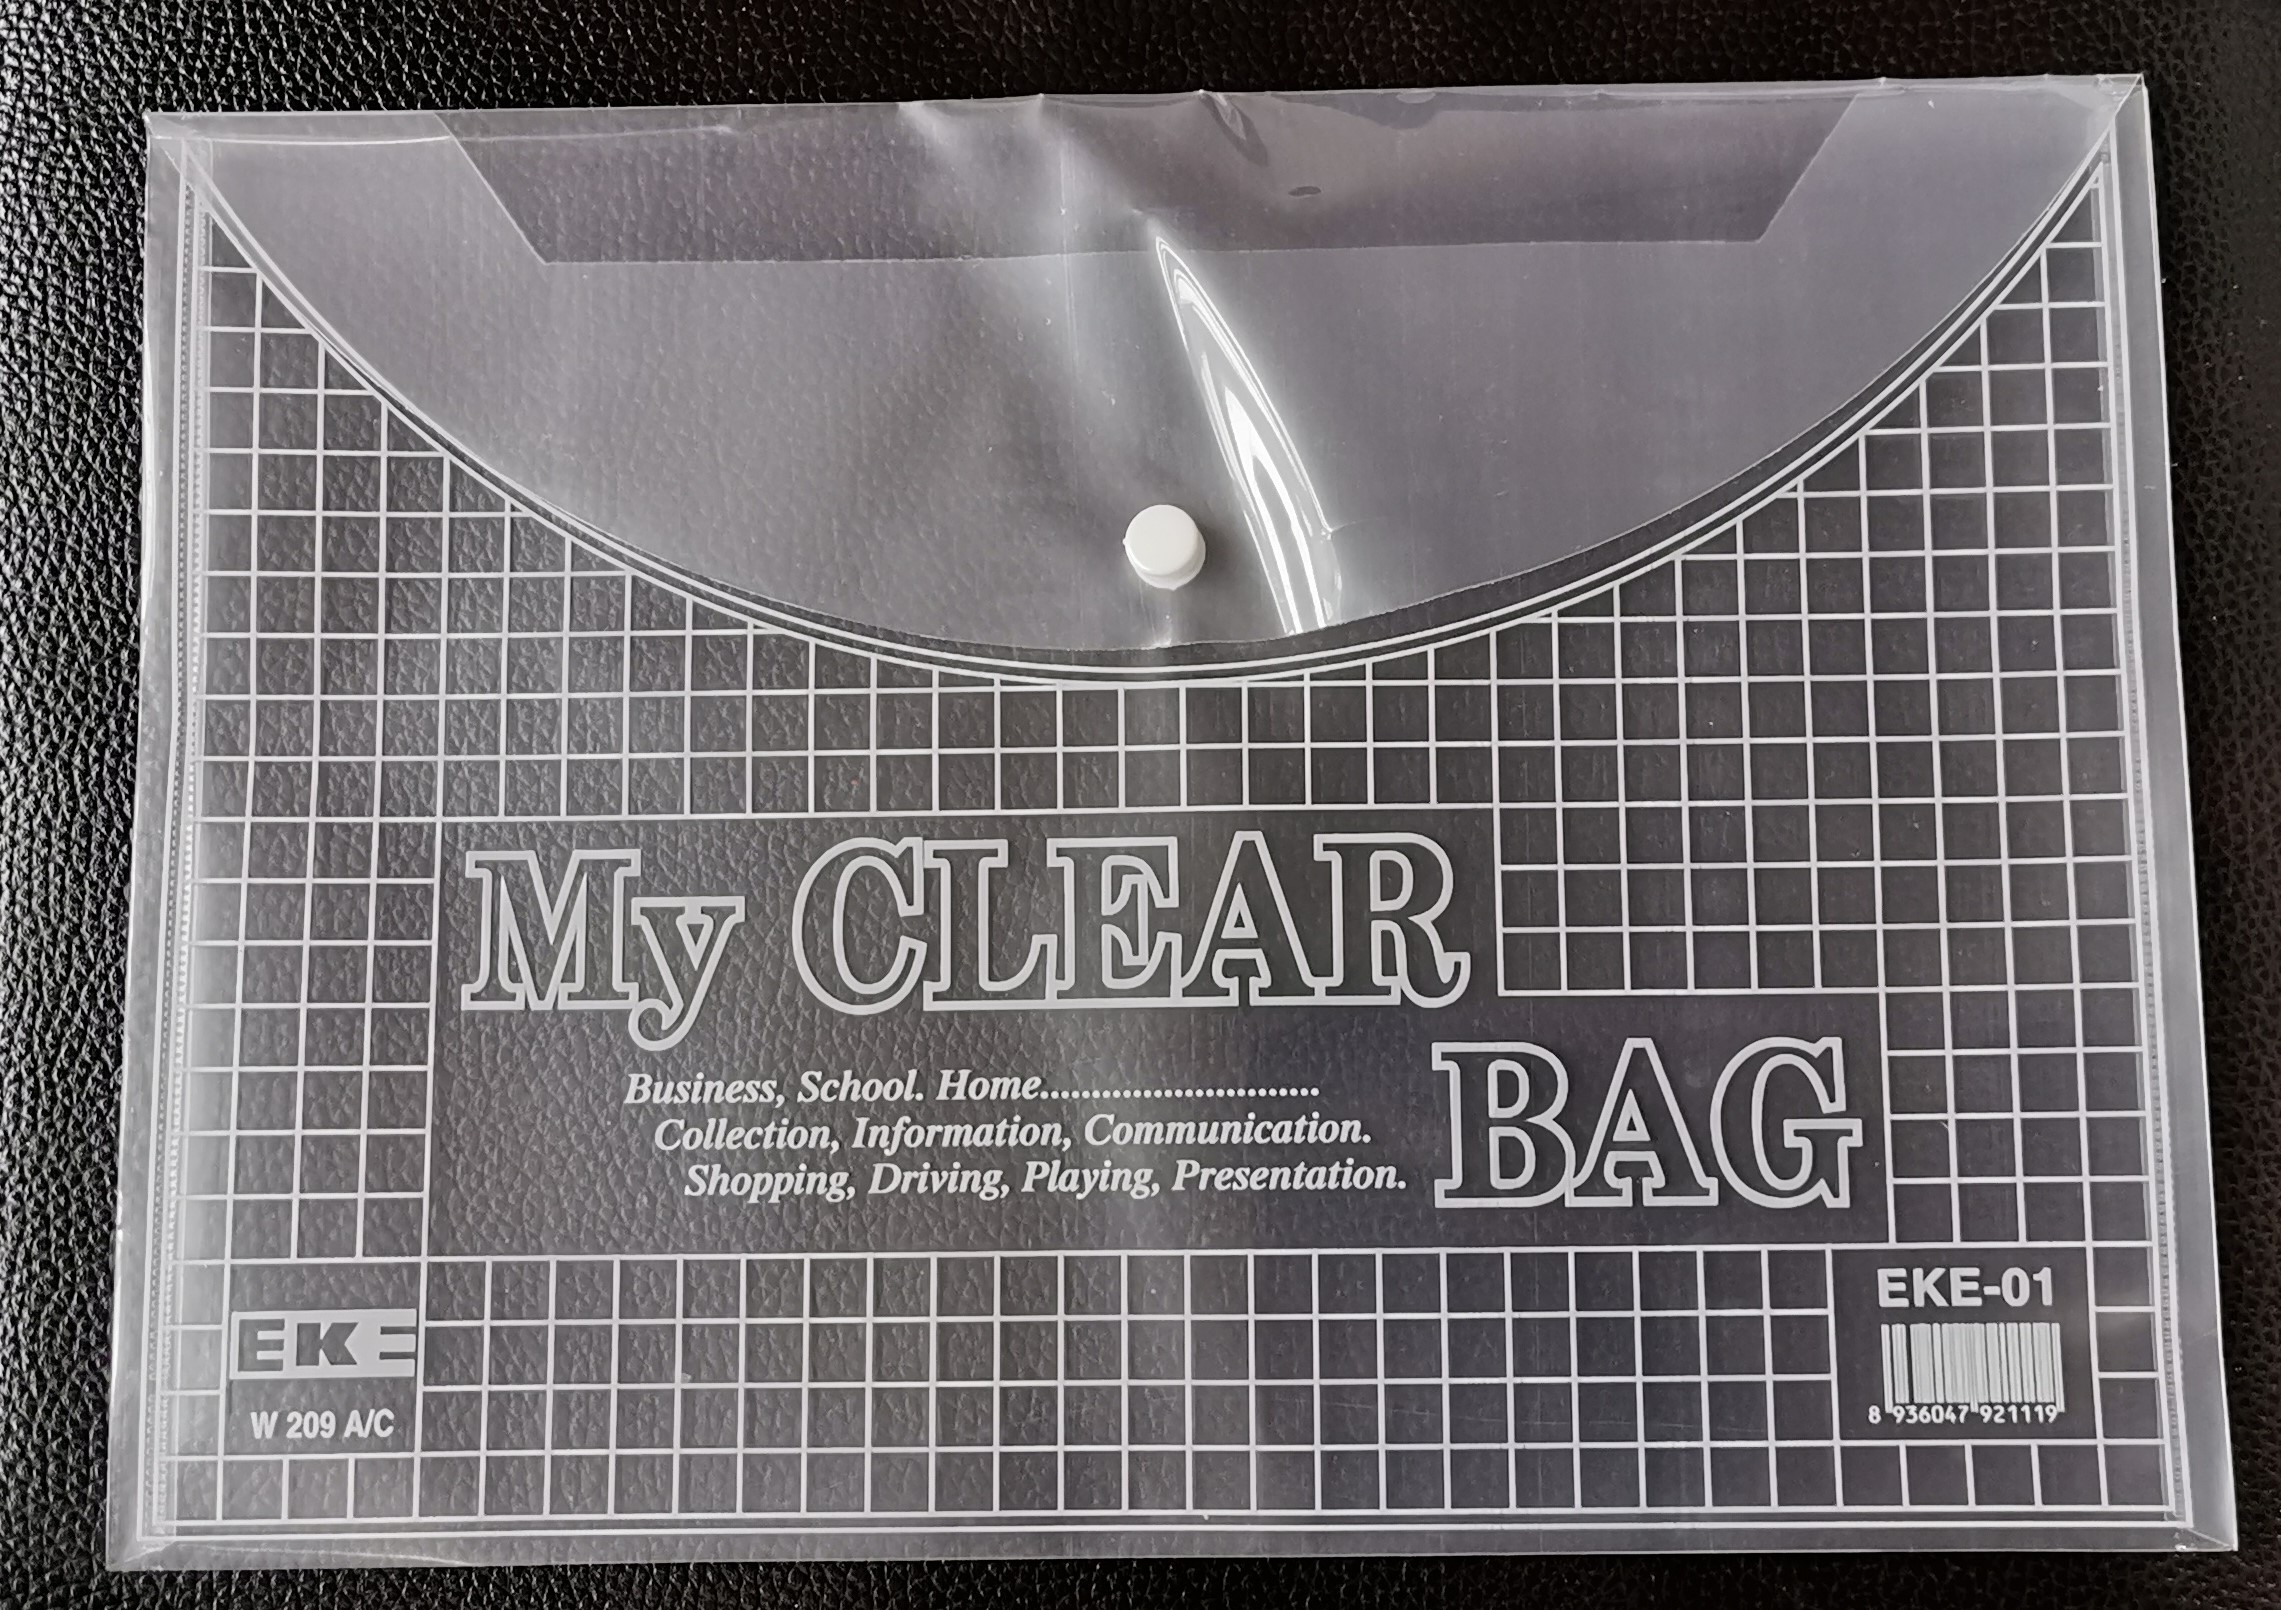 My CLEAR
BAG
Business, School. Home...........................
Collection, Information, Communication.
Shopping, Driving, Playing, Presentation.
EKE
W 209 A/C
EKE-01
8 936047 921119